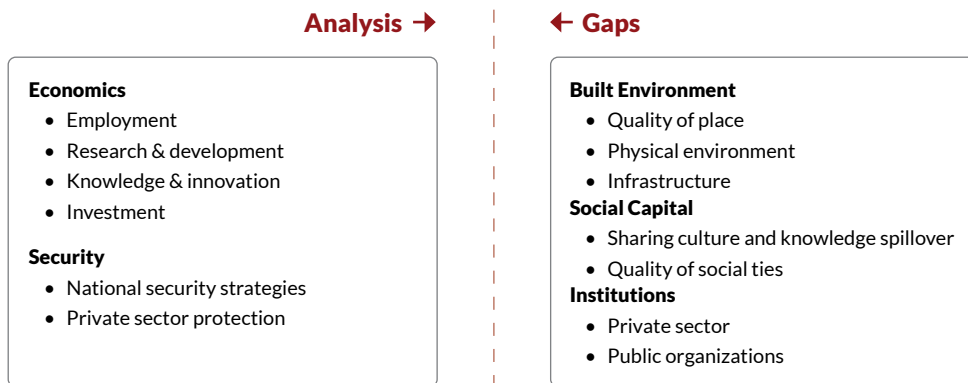 Analysis →
Economics
• Employment
• Research & development
• Knowledge & innovation
• Investment
Security
• National security strategies
• Private sector protection
← Gaps
Built Environment
• Quality of place
• Physical environment
• Infrastructure
Social Capital
• Sharing culture and knowledge spillover
• Quality of social ties
Institutions
• Private sector
• Public organizations